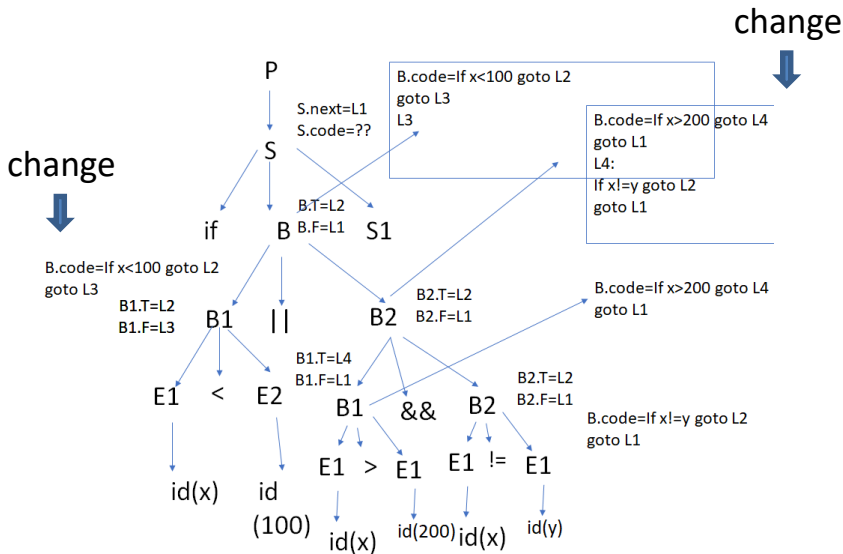 change
P
B.code=If x<100 goto L2
goto L3
L3
S.next=L1
S.code=??
B.code=If x>200 goto L4
goto L1
L4:
If x!=y goto L2
goto L1
S
change
B.T=L2
B.F=L1
if B S1
B.code=If x<100 goto L2
goto L3
B1.T=L2
B1.F=L3
B1 || B2
B2.T=L2
B2.F=L1
B.code=If x>200 goto L4
goto L1
B1.T=L4
B1.F=L1
E1 < E2
B1 && B2
B2.T=L2
B2.F=L1
B.code=If x!=y goto L2
goto L1
E1 > E1
E1 != E1
id(x)
id
(100)
id(x)
id(200)
id(x)
id(y)